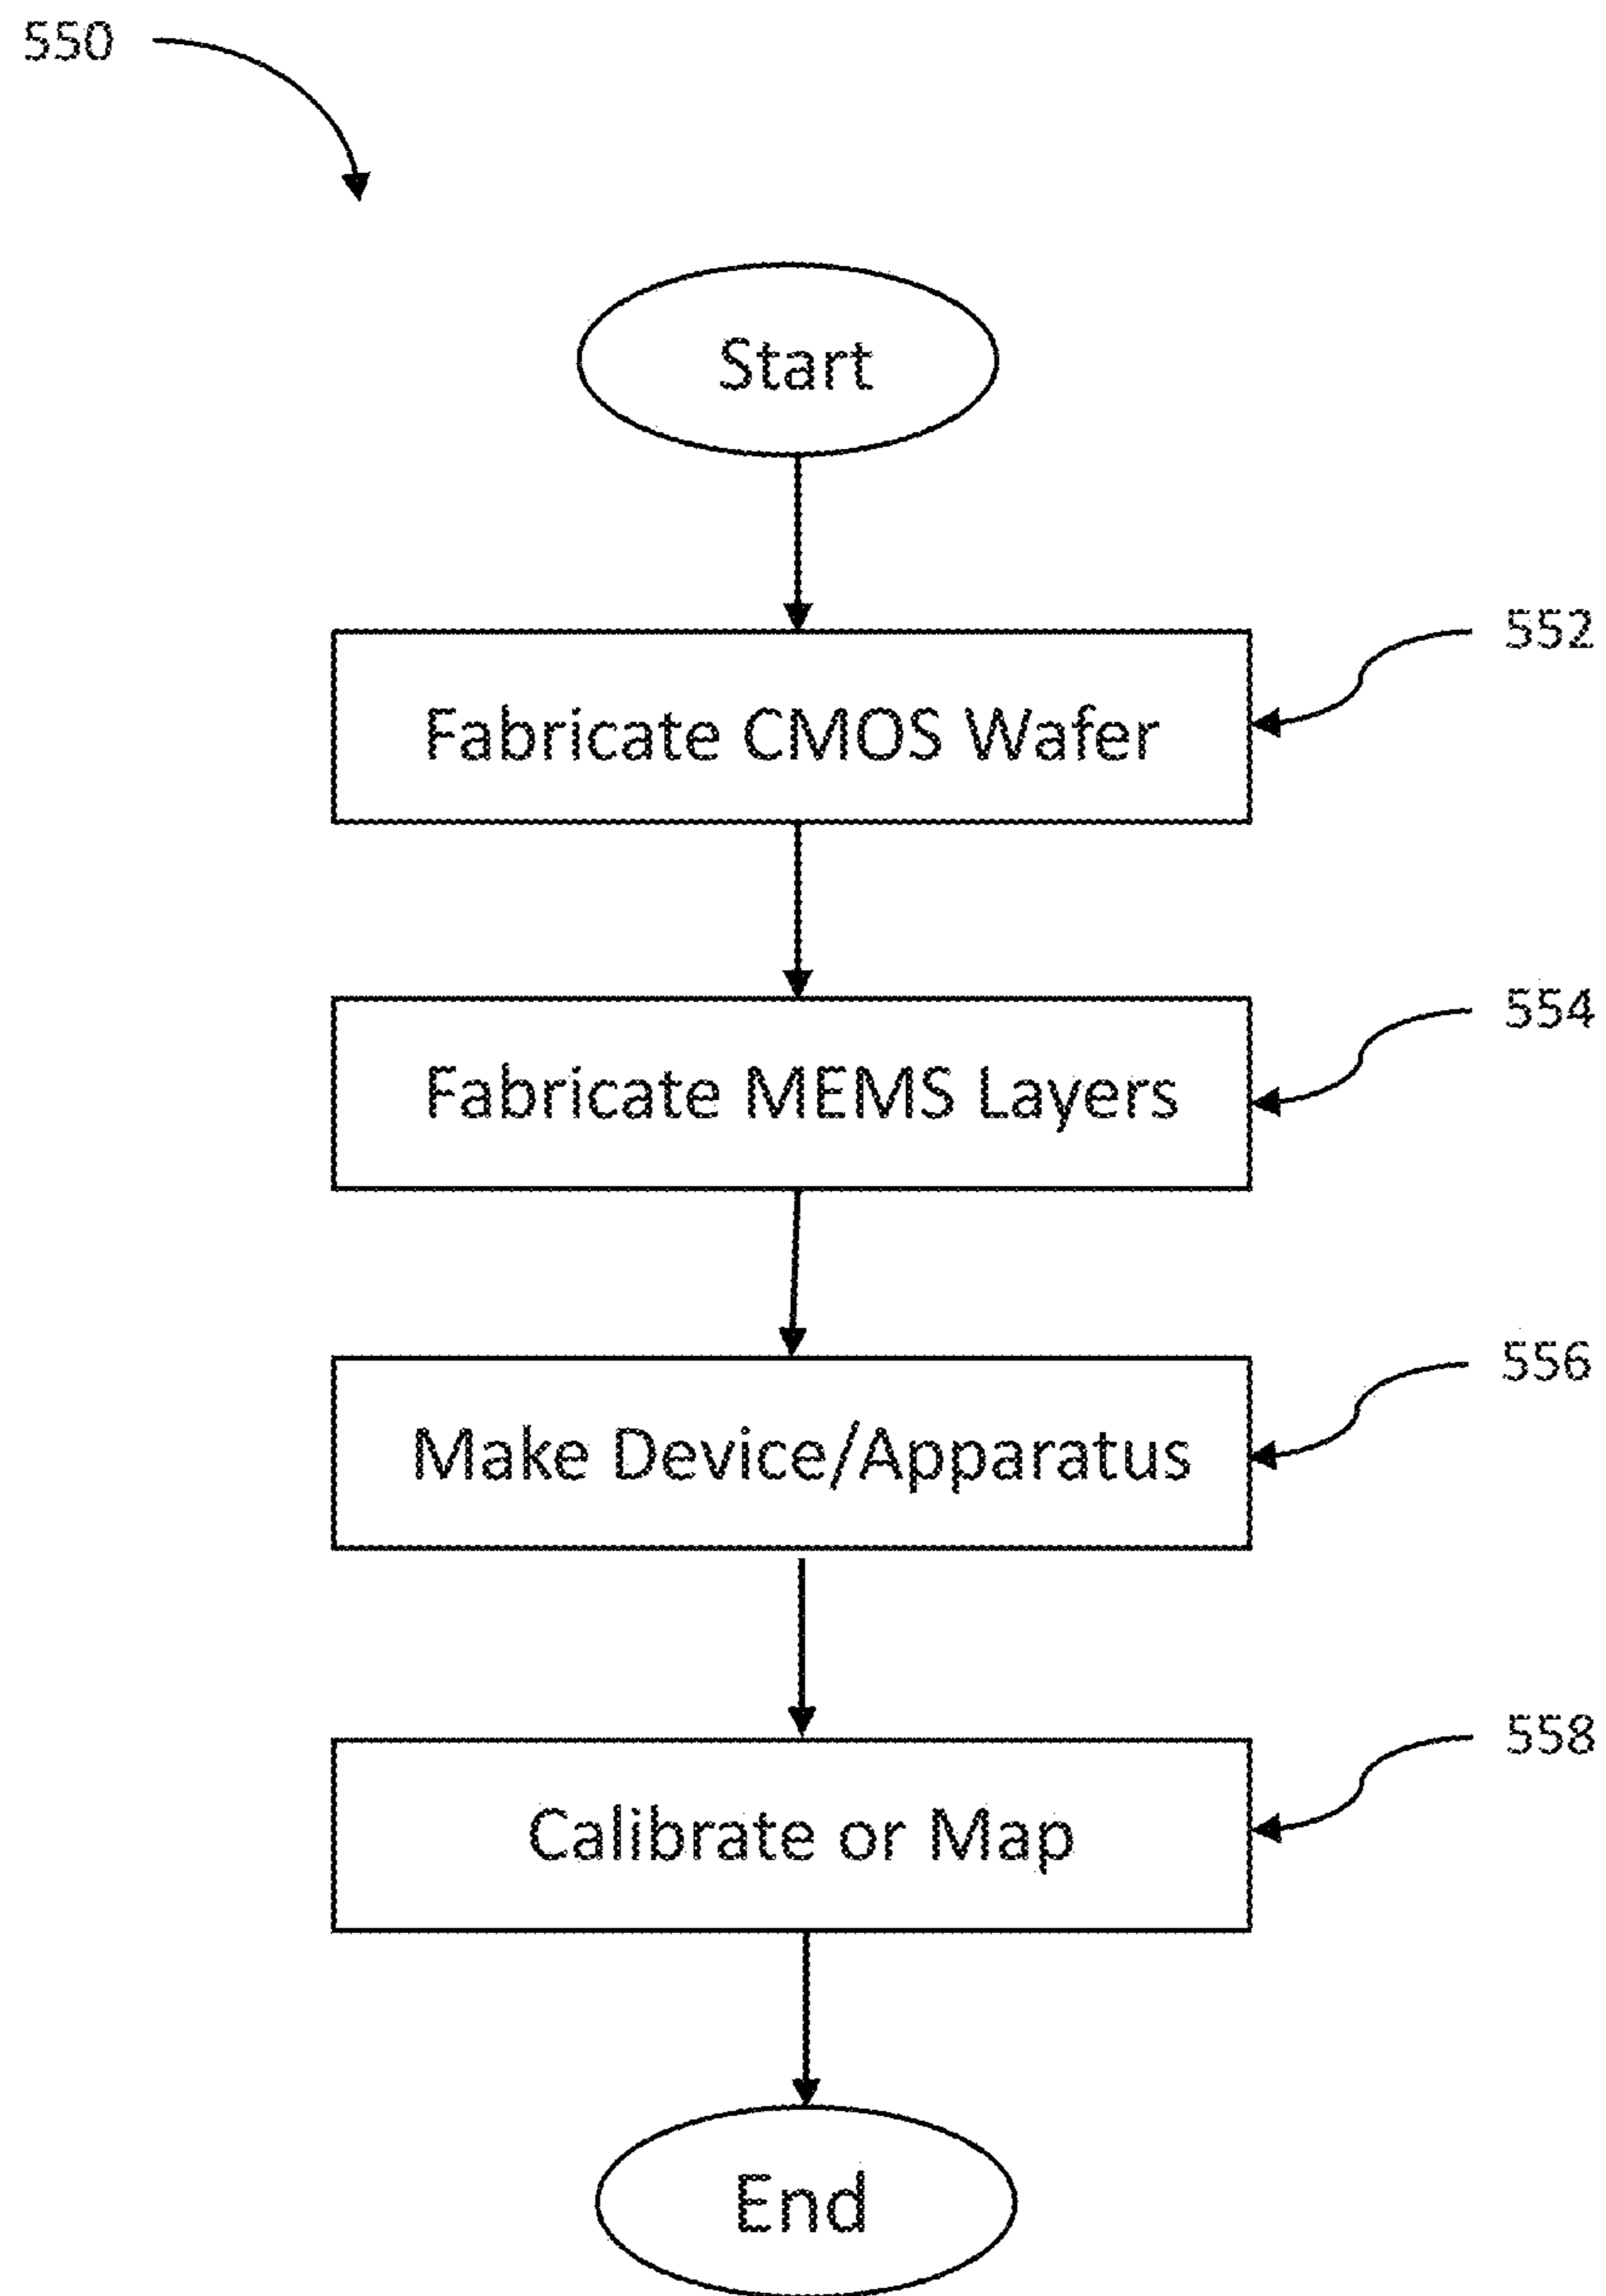 550
Start
552
Fabricate CMOS Wafer
554
Fabricate MEMS Layers
556
Make Device/Apparatus
558
Calibrate or Map
End